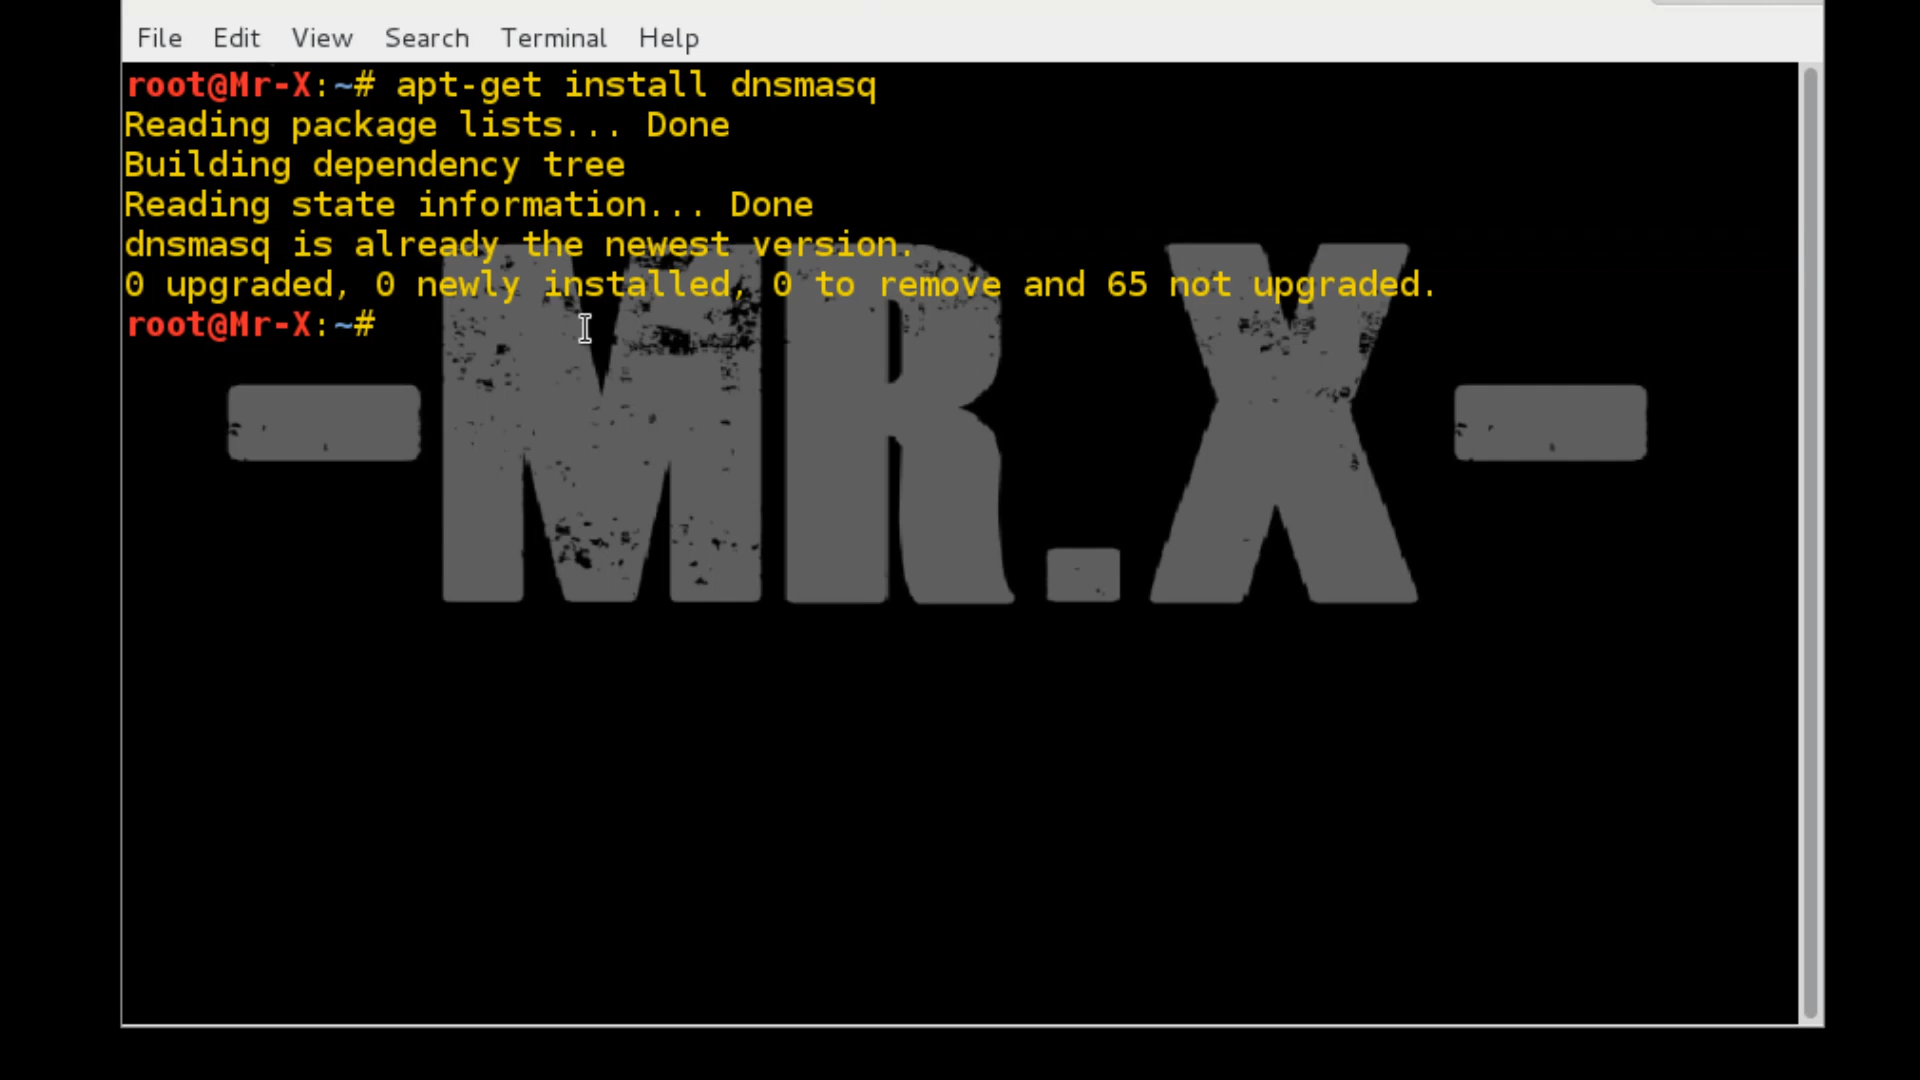 File Edit View Search Terminal Help
root@Mr-X:~# apt-get install dnsmasq
Reading package lists... Done
Building dependency tree
Reading state information... Done
dnsmasq is already the newest version.
0 upgraded, 0 newly installed, 0 to remove and 65 not upgraded.
root@Mr-X:~#
-MR.X-